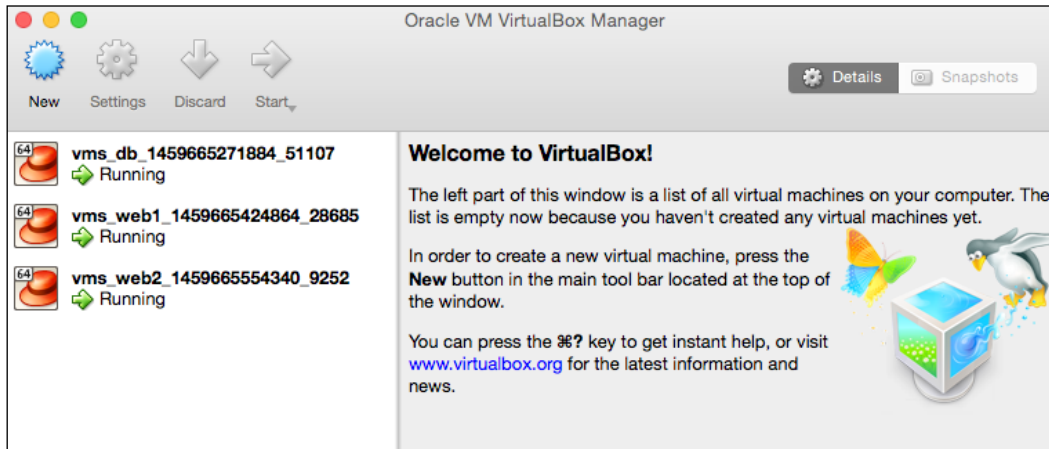 Oracle VM VirtualBox Manager
New Settings Discard Start
Details Snapshots
64
vms_db_1459665271884_51107
Running
64
vms_web1_1459665424864_28685
Running
64
vms_web2_1459665554340_9252
Running
Welcome to VirtualBox!
The left part of this window is a list of all virtual machines on your computer. The
list is empty now because you haven't created any virtual machines yet.
In order to create a new virtual machine, press the
New button in the main tool bar located at the top of
the window.
You can press the ⌘? key to get instant help, or visit
www.virtualbox.org for the latest information and
news.